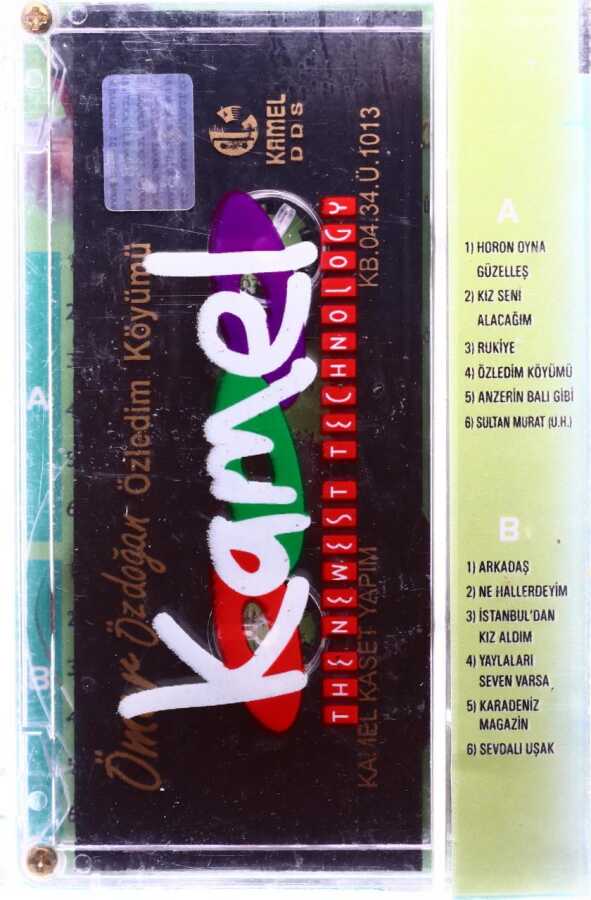 KAMEL
DDS
Ömer Özdoğan Özledim Köyümü
Kamel
THE NEWEST TECHNOLOGY
KAMEL KASET YAPIM
KB.04.34.Ü.1013
A
B
A
1) HORON OYNA
GÜZELLEŞ
2) KIZ SENİ
ALACAĞIM
3) RUKİYE
4) ÖZLEDİM KÖYÜMÜ
5) ANZERİN BALI GİBİ
6) SULTAN MURAT (U.H.)
B
1) ARKADAŞ
2) NE HALLERDEYİM
3) İSTANBUL'DAN
KIZ ALDIM
4) YAYLALARI
SEVEN VARSA
5) KARADENİZ
MAGAZİN
6) SEVDALI UŞAK